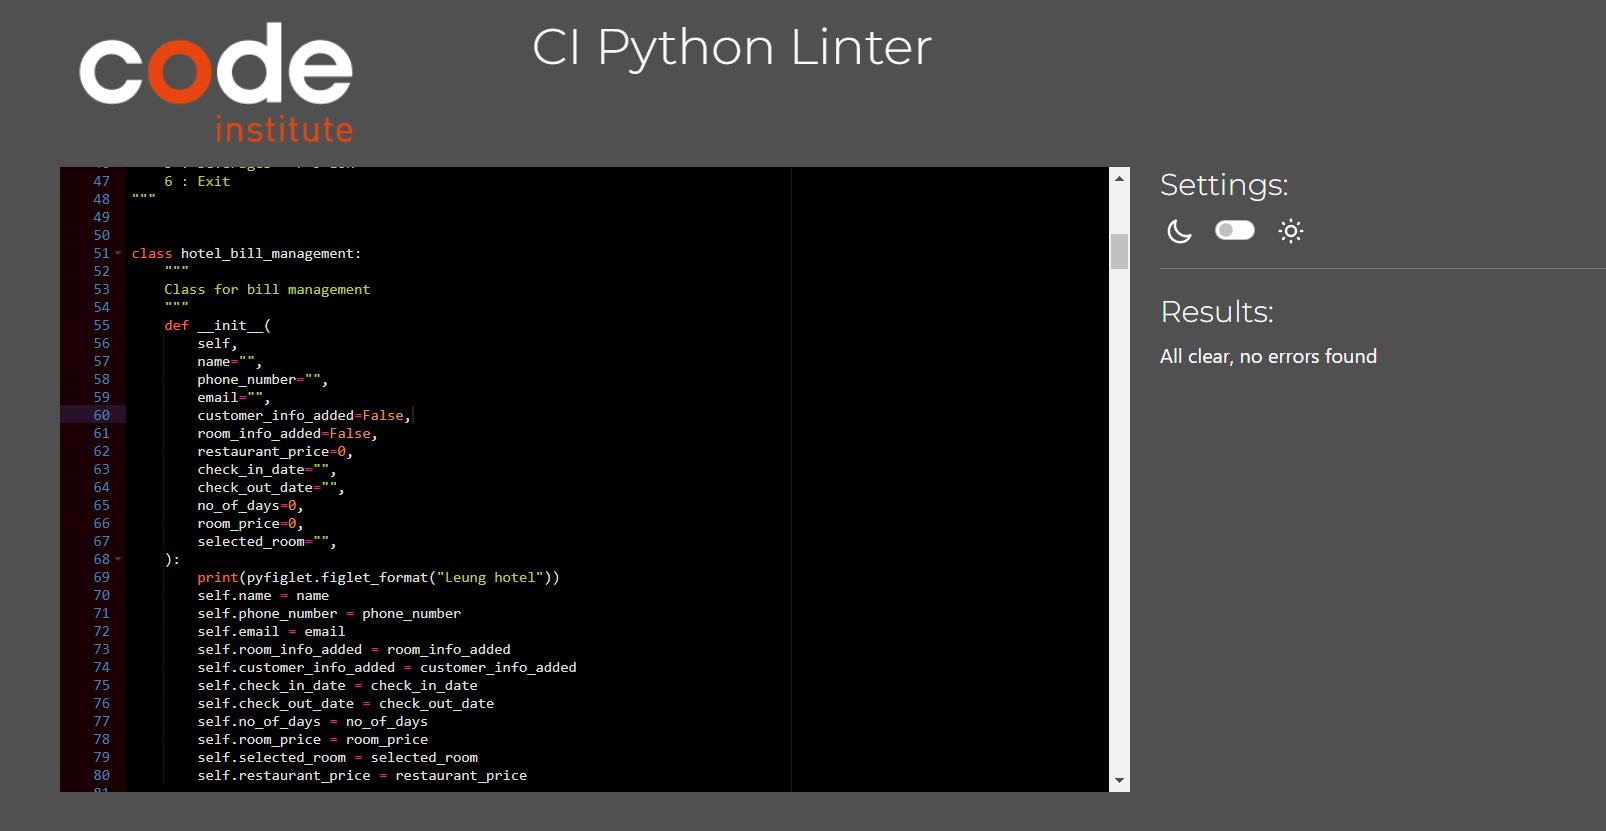 code
institute
CI Python Linter
47 6 : Exit
48 """
49
50
51 class hotel_bill_management:
52 """
53 Class for bill management
54 """
55 def __init__(
56 self,
57 name="",
58 phone_number="",
59 email="",
60 customer_info_added=False,
61 room_info_added=False,
62 restaurant_price=0,
63 check_in_date="",
64 check_out_date="",
65 no_of_days=0,
66 room_price=0,
67 selected_room="",
68 ):
69 print(pyfiglet.figlet_format("Leung hotel"))
70 self.name = name
71 self.phone_number = phone_number
72 self.email = email
73 self.room_info_added = room_info_added
74 self.customer_info_added = customer_info_added
75 self.check_in_date = check_in_date
76 self.check_out_date = check_out_date
77 self.no_of_days = no_of_days
78 self.room_price = room_price
79 self.selected_room = selected_room
80 self.restaurant_price = restaurant_price
81
Settings:
Results:
All clear, no errors found